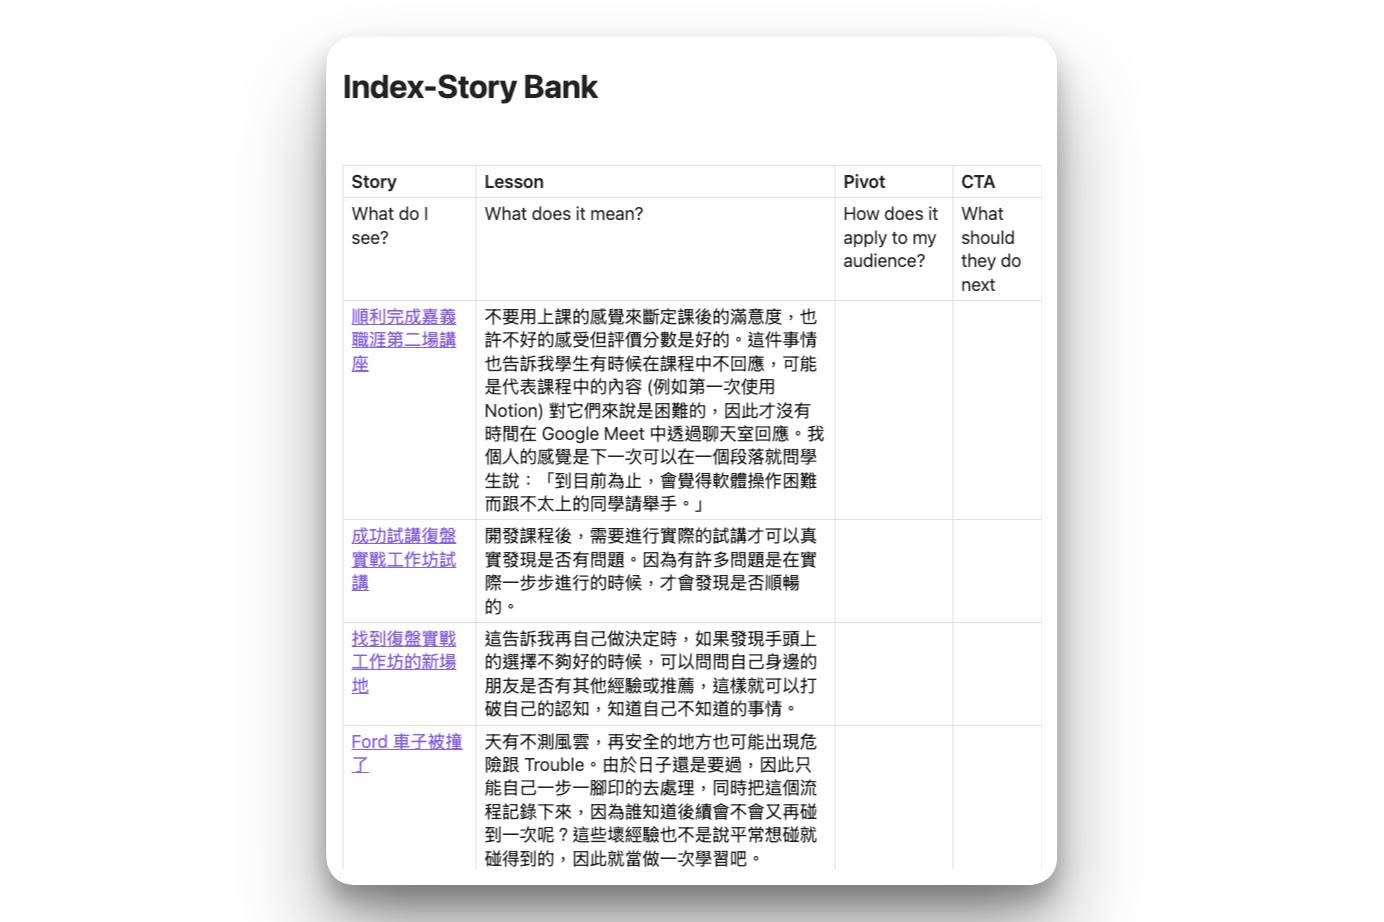 Index-Story Bank
Story
Lesson
Pivot
CTA
What do I
see?
What does it mean?
How does it
apply to my
audience?
What
should
they do
next
順利完成嘉義
職涯第二場講
座
不要用上課的感覺來斷定課後的滿意度，也
許不好的感受但評價分數是好的。這件事情
也告訴我學生有時候在課程中不回應，可能
是代表課程中的內容 (例如第一次使用
Notion) 對它們來說是困難的，因此才沒有
時間在 Google Meet 中透過聊天室回應。我
個人的感覺是下一次可以在一個段落就問學
生說：「到目前為止，會覺得軟體操作困難
而跟不太上的同學請舉手。」
成功試講復盤
實戰工作坊試
講
開發課程後，需要進行實際的試講才可以真
實發現是否有問題。因為有許多問題是在實
際一步步進行的時候，才會發現是否順暢
的。
找到復盤實戰
工作坊的新場
地
這告訴我再自己做決定時，如果發現手頭上
的選擇不夠好的時候，可以問問自己身邊的
朋友是否有其他經驗或推薦，這樣就可以打
破自己的認知，知道自己不知道的事情。
Ford 車子被撞
了
天有不測風雲，再安全的地方也可能出現危
險跟 Trouble。由於日子還是要過，因此只
能自己一步一腳印的去處理，同時把這個流
程記錄下來，因為誰知道後續會不會又再碰
到一次呢？這些壞經驗也不是說平常想碰就
碰得到的，因此就當做一次學習吧。